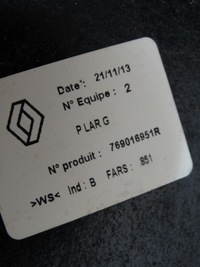 Date*: 21/11/13
N° Equipe : 2
P LAR G
N° produit : 769016951R
>WS< Ind : B FARS : 851